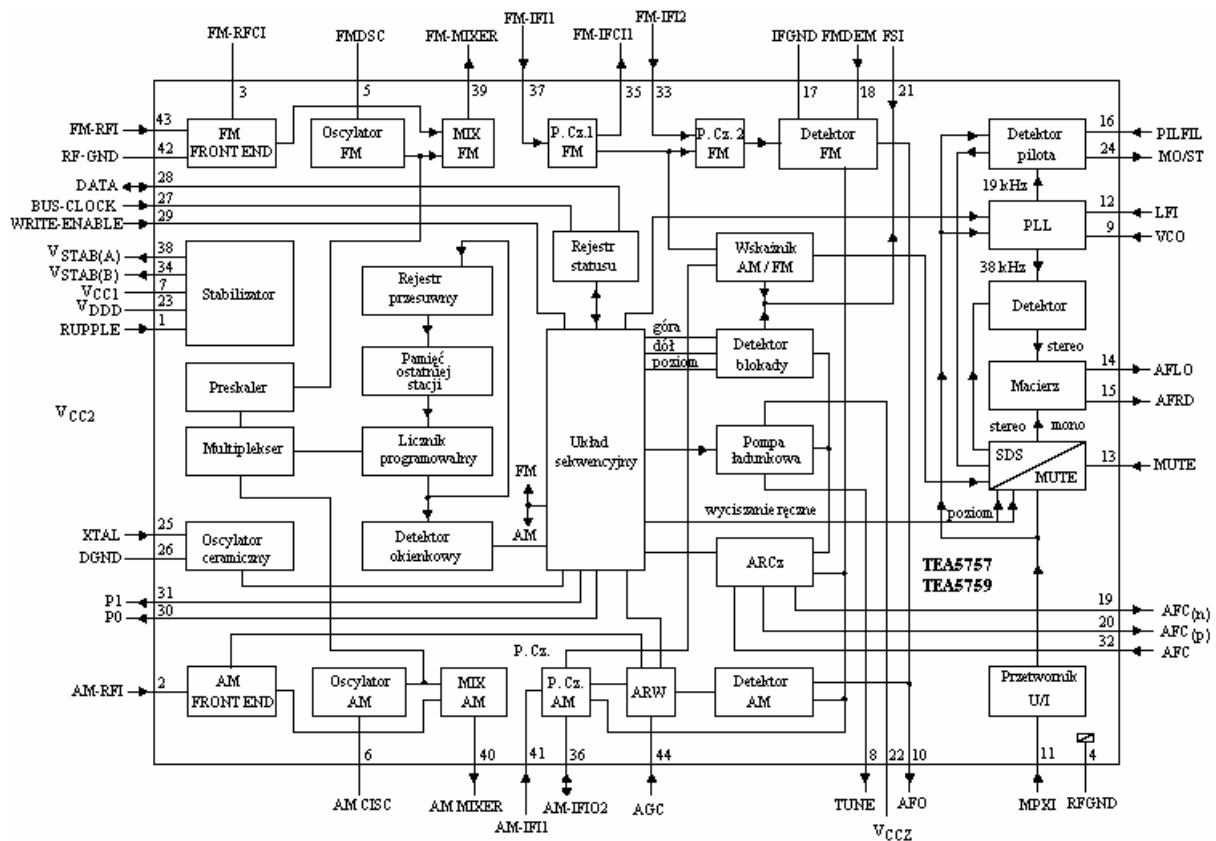 FM-IFI1
FM-IFI2
FM-RFCI
FMDSC
FM-MIXER
FM-IFCI1
IFGND
FMDEM
FSI
3
5
39
37
35
33
17
18
21
43
FM-RFI
FM
FRONT END
Oscylator
FM
MIX
FM
P. Cz.1
FM
P. Cz. 2
FM
Detektor
FM
Detektor
pilota
16
PILFIL
42
RF-GND
24
MO/ST
28
DATA
19 kHz
27
BUS-CLOCK
29
WRITE-ENABLE
PLL
12
LFI
9
VCO
Rejestr
statusu
Wskaźnik
AM / FM
38 kHz
38
VSTAB(A)
34
VSTAB(B)
7
VCC1
23
VDDD
1
RUPPLE
Stabilizator
Rejestr
przesuwny
Detektor
góra
dół
poziom
Detektor
blokady
stereo
Pamięć
ostatniej
stacji
Preskaler
Macierz
14
AFLO
15
AFRD
VCC2
stereo
mono
Multiplekser
Licznik
programowalny
Układ
sekwencyjny
Pompa
ładunkowa
SDS
MUTE
13
MUTE
FM
AM
wyciszanie ręczne
poziom
25
XTAL
26
DGND
Oscylator
ceramiczny
Detektor
okienkowy
ARCz
TEA5757
TEA5759
31
P1
30
P0
19
AFC(n)
20
AFC(p)
32
AFC
P. Cz.
2
AM-RFI
AM
FRONT END
Oscylator
AM
MIX
AM
P. Cz.
AM
ARW
Detektor
AM
Przetwornik
U/I
6
40
41
36
44
8
22
10
11
4
AM CISC
AM MIXER
AM-IFI1
AM-IFIO2
AGC
TUNE
AFO
VCCZ
MPXI
RFGND